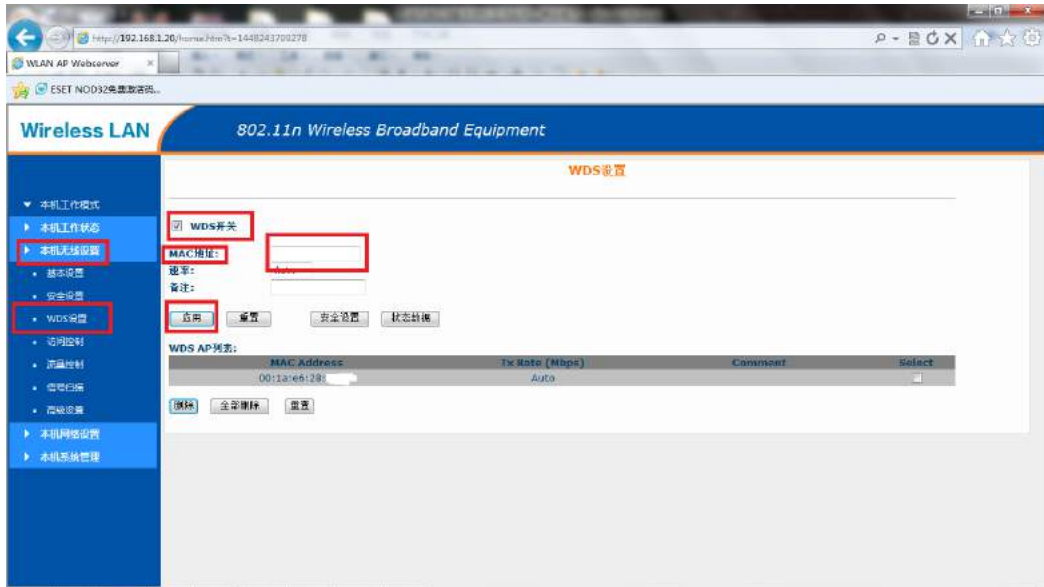 http://192.168.1.20/home.htm?t=1448243700278
WLAN AP Webserver
ESET NOD32免费激活码...
Wireless LAN
802.11n Wireless Broadband Equipment
WDS设置
本机工作模式
本机工作状态
本机无线设置
基本设置
安全设置
WDS设置
访问控制
流量控制
信号扫描
高级设置
本机网络设置
本机系统管理
WDS开关
MAC地址:
速率:
Auto
备注:
应用 重置 安全设置 状态数据
WDS AP列表:
MAC Address Tx Rate (Mbps) Comment Select
00:1a:e6:28: Auto
删除 全部删除 重置